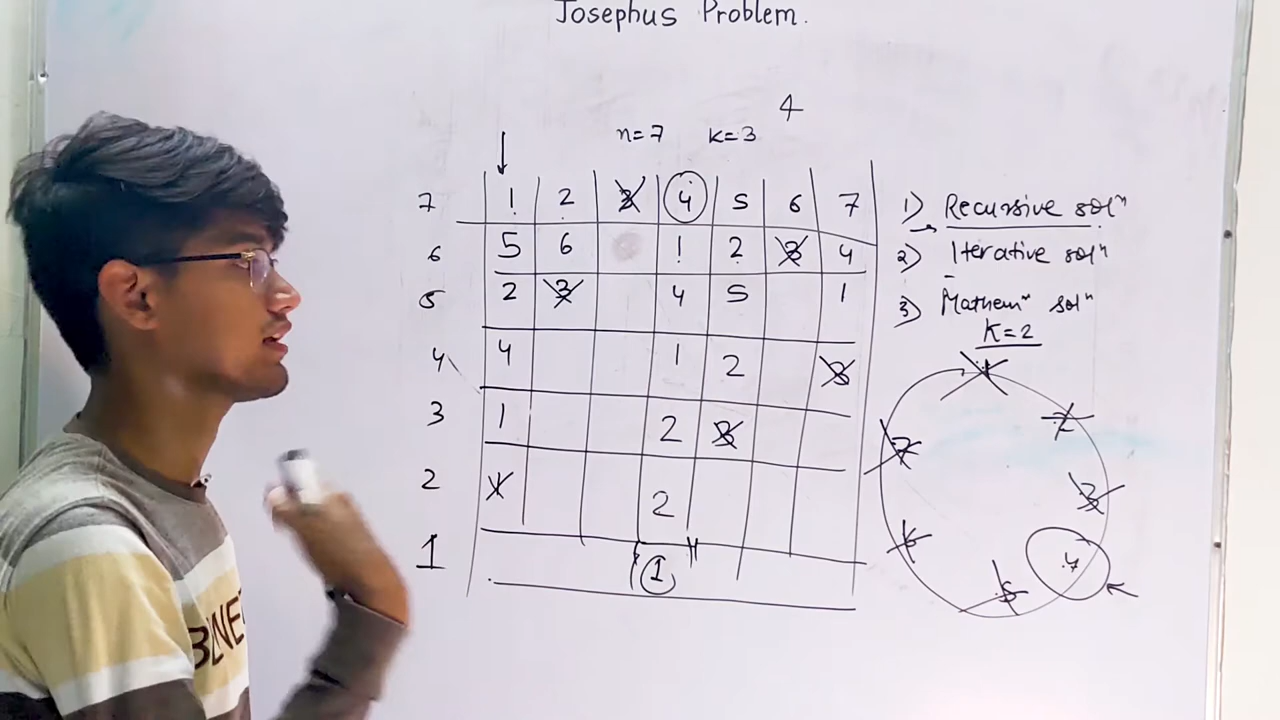 Josephus Problem.
4
n=7 k=3
7 1 2 3 4 5 6 7
6 5 6 1 2 3 4
5 2 3 4 5 1
4 4 1 2 3
3 1 2 3
2 1 2
1 1
1) Recursive solⁿ
2) Iterative solⁿ
3) Mathemⁿ solⁿ
K=2
1
2
3
4
5
6
7